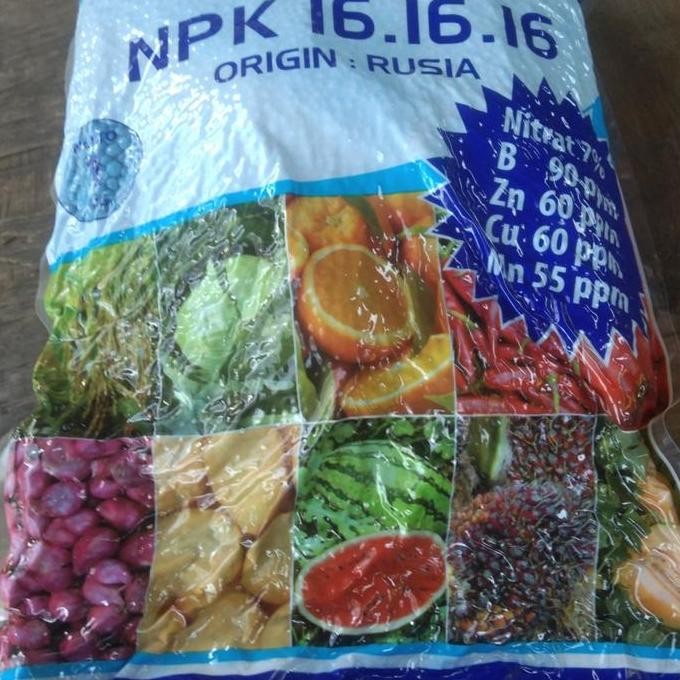 NPK 16.16.16
ORIGIN : RUSIA
Nitrat 7%
B 90 ppm
Zn 60 ppm
Cu 60 ppm
Mn 55 ppm